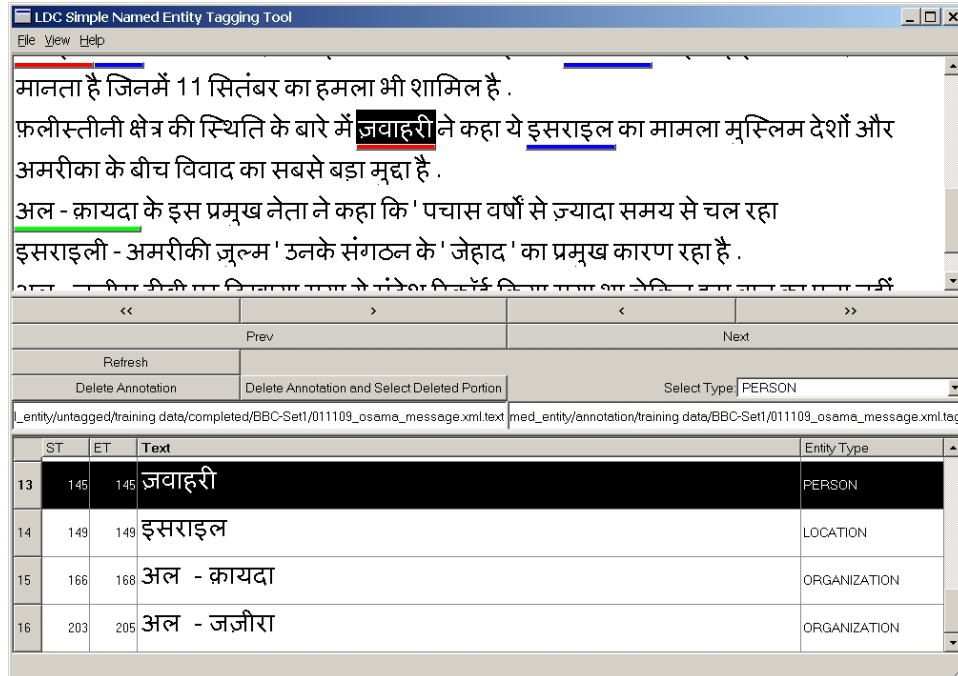 LDC Simple Named Entity Tagging Tool
File View Help
मानता है जिनमें 11 सितंबर का हमला भी शामिल है .
फ़लीस्तीनी क्षेत्र की स्थिति के बारे में ज़वाहरी ने कहा ये इसराइल का मामला मुस्लिम देशों और
अमरीका के बीच विवाद का सबसे बड़ा मुद्दा है .
अल - क़ायदा के इस प्रमुख नेता ने कहा कि ' पचास वर्षों से ज़्यादा समय से चल रहा
इसराइली - अमरीकी ज़ुल्म ' उनके संगठन के ' जेहाद ' का प्रमुख कारण रहा है .
<< > < >>
Prev Next
Refresh
Delete Annotation Delete Annotation and Select Deleted Portion Select Type: PERSON
l_entity/untagged/training data/completed/BBC-Set1/011109_osama_message.xml.text med_entity/annotation/training data/BBC-Set1/011109_osama_message.xml.tag
ST ET Text Entity Type
13 145 145 ज़वाहरी PERSON
14 149 149 इसराइल LOCATION
15 166 168 अल - क़ायदा ORGANIZATION
16 203 205 अल - जज़ीरा ORGANIZATION